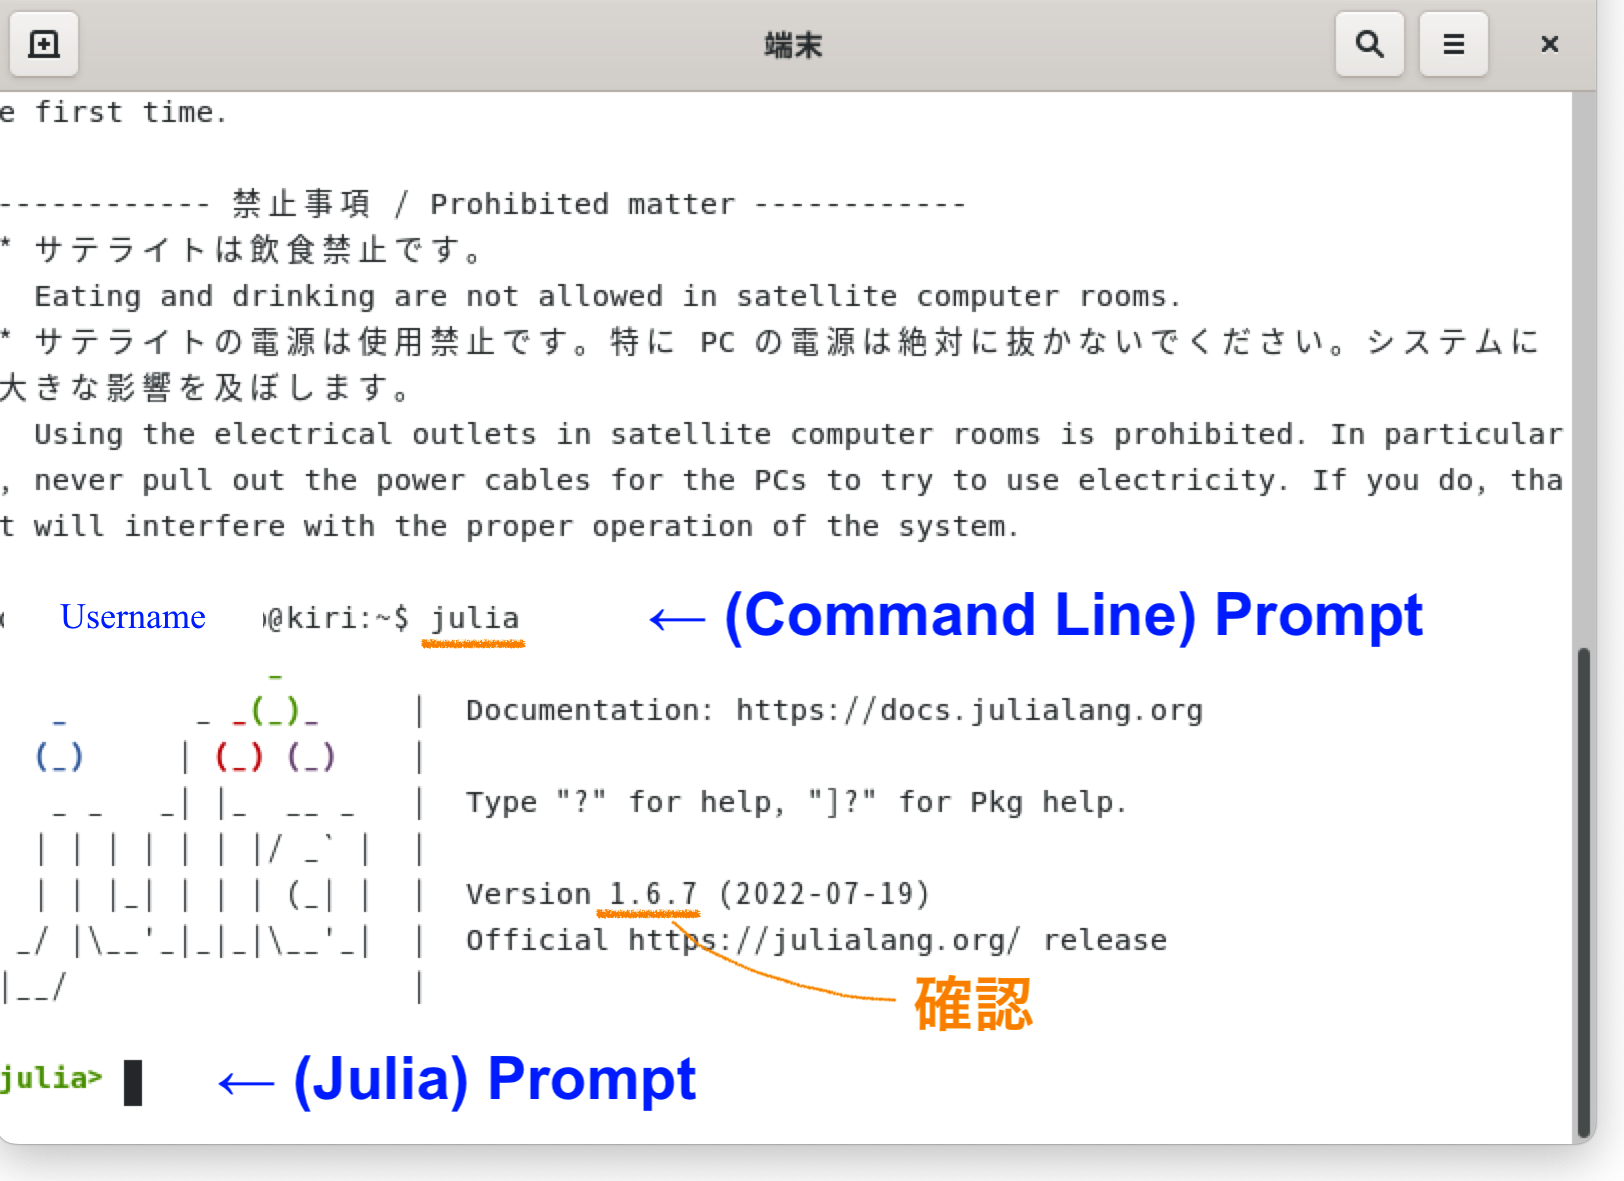 端末
e first time.
------------ 禁止事項 / Prohibited matter ------------
* サテライトは飲食禁止です。
Eating and drinking are not allowed in satellite computer rooms.
* サテライトの電源は使用禁止です。特に PC の電源は絶対に抜かないでください。システムに
大きな影響を及ぼします。
Using the electrical outlets in satellite computer rooms is prohibited. In particular
, never pull out the power cables for the PCs to try to use electricity. If you do, tha
t will interfere with the proper operation of the system.
Username @kiri:~$ julia ← (Command Line) Prompt
               _
   _       _ _(_)_     |  Documentation: https://docs.julialang.org
  (_)     | (_) (_)    |
   _ _   _| |_  __ _   |  Type "?" for help, "]?" for Pkg help.
  | | | | | | |/ _` |  |
  | | |_| | | | (_| |  |  Version 1.6.7 (2022-07-19)
 _/ |\__'_|_|_|\__'_|  |  Official https://julialang.org/ release
|__/                   |
確認
julia> ← (Julia) Prompt